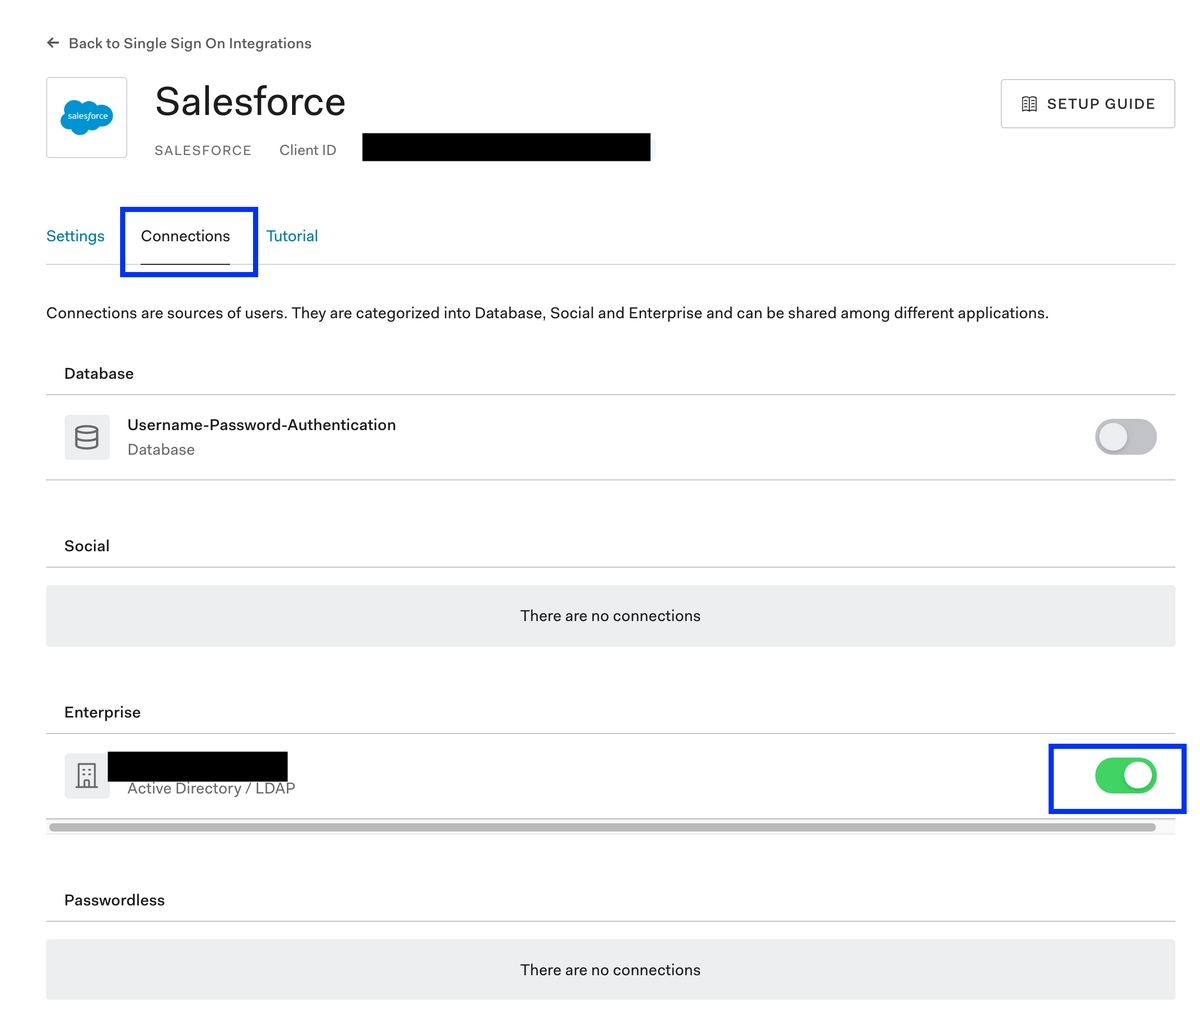 Back to Single Sign On Integrations
salesforce
Salesforce
SETUP GUIDE
SALESFORCE Client ID
Settings Connections Tutorial
Connections are sources of users. They are categorized into Database, Social and Enterprise and can be shared among different applications.
Database
Username-Password-Authentication
Database
Social
There are no connections
Enterprise
Active Directory / LDAP
Passwordless
There are no connections